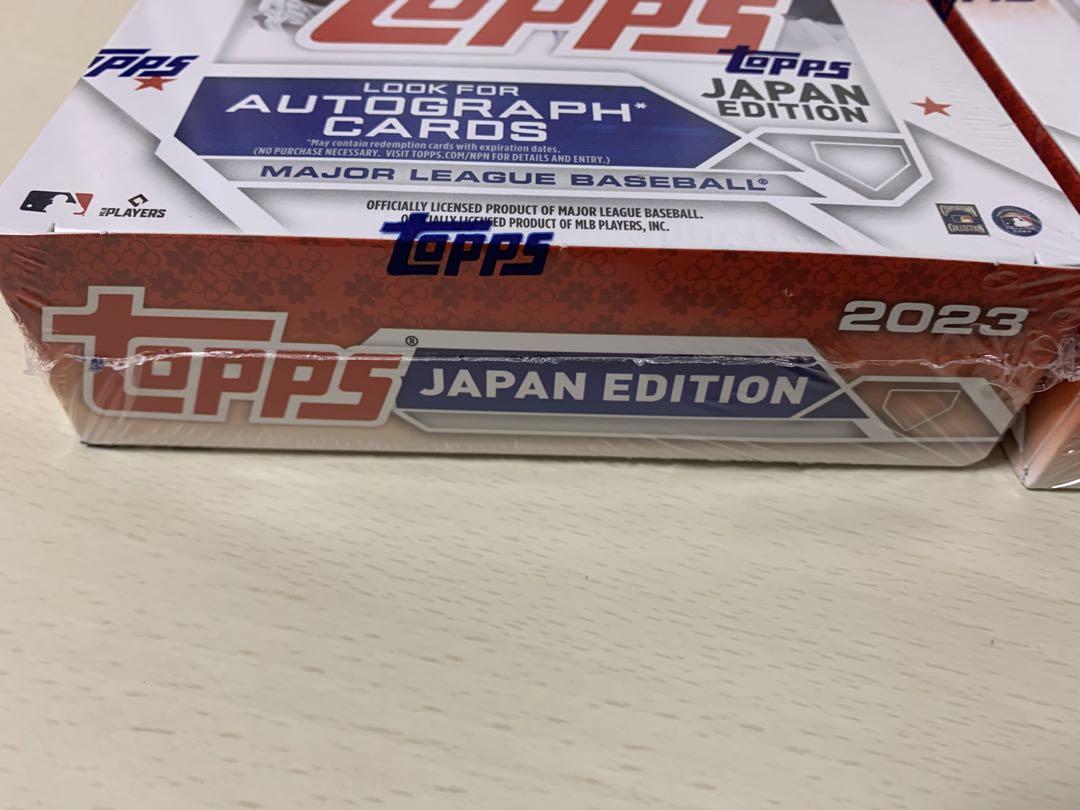 Topps
Topps
Topps
JAPAN
EDITION
LOOK FOR
AUTOGRAPH*
CARDS
*May contain redemption cards with expiration dates.
(NO PURCHASE NECESSARY. VISIT TOPPS.COM/NPN FOR DETAILS AND ENTRY.)
MAJOR LEAGUE BASEBALL®
PLAYERS
OFFICIALLY LICENSED PRODUCT OF MAJOR LEAGUE BASEBALL.
OFFICIALLY LICENSED PRODUCT OF MLB PLAYERS, INC.
Topps
2023
Topps®
JAPAN EDITION